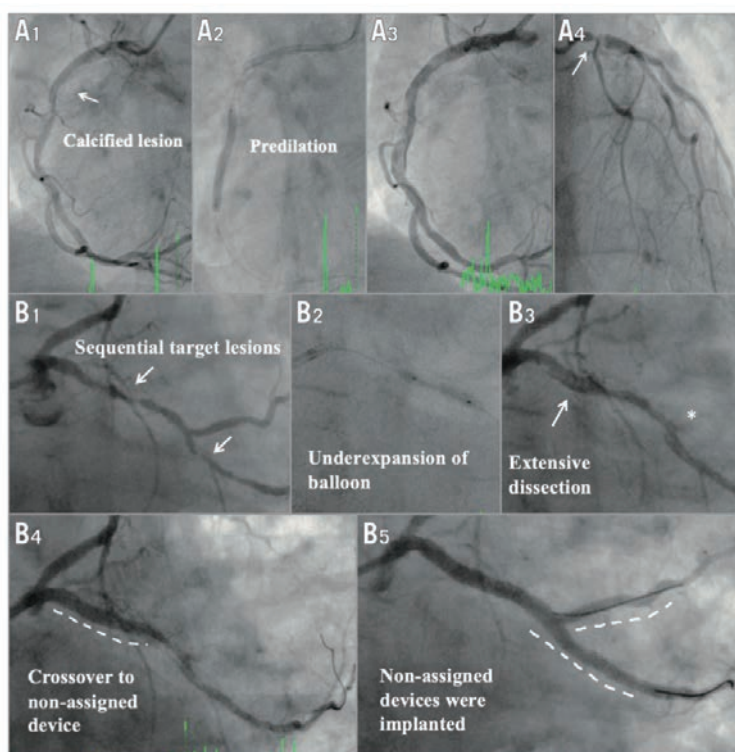 A1
A2
A3
A4
Calcified lesion
Predilation
B1
B2
B3
Sequential target lesions
Underexpansion of
balloon
Extensive
dissection
*
B4
B5
Crossover to
non-assigned
device
Non-assigned
devices were
implanted